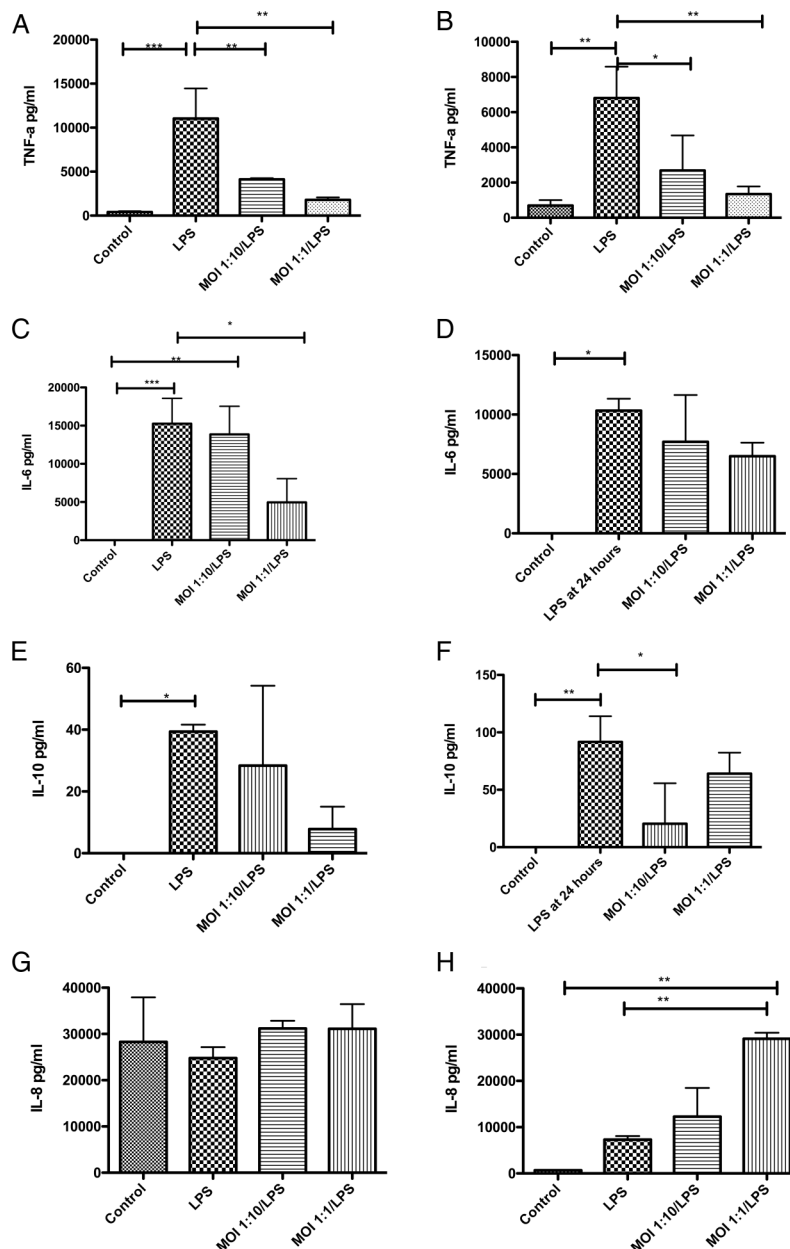 A
TNF-a pg/ml
20000
15000
10000
5000
0
***
**
**
Control
LPS
MOI 1:10/LPS
MOI 1:1/LPS
B
TNF-a pg/ml
10000
8000
6000
4000
2000
0
**
*
**
Control
LPS
MOI 1:10/LPS
MOI 1:1/LPS
C
IL-6 pg/ml
20000
15000
10000
5000
0
*
**
***
Control
LPS
MOI 1:10/LPS
MOI 1:1/LPS
D
IL-6 pg/ml
15000
10000
5000
0
*
Control
LPS at 24 hours
MOI 1:10/LPS
MOI 1:1/LPS
E
IL-10 pg/ml
60
40
20
0
*
Control
LPS
MOI 1:10/LPS
MOI 1:1/LPS
F
IL-10 pg/ml
150
100
50
0
**
*
Control
LPS at 24 hours
MOI 1:10/LPS
MOI 1:1/LPS
G
IL-8 pg/ml
40000
30000
20000
10000
0
Control
LPS
MOI 1:10/LPS
MOI 1:1/LPS
H
IL-8 pg/ml
40000
30000
20000
10000
0
**
**
Control
LPS
MOI 1:10/LPS
MOI 1:1/LPS